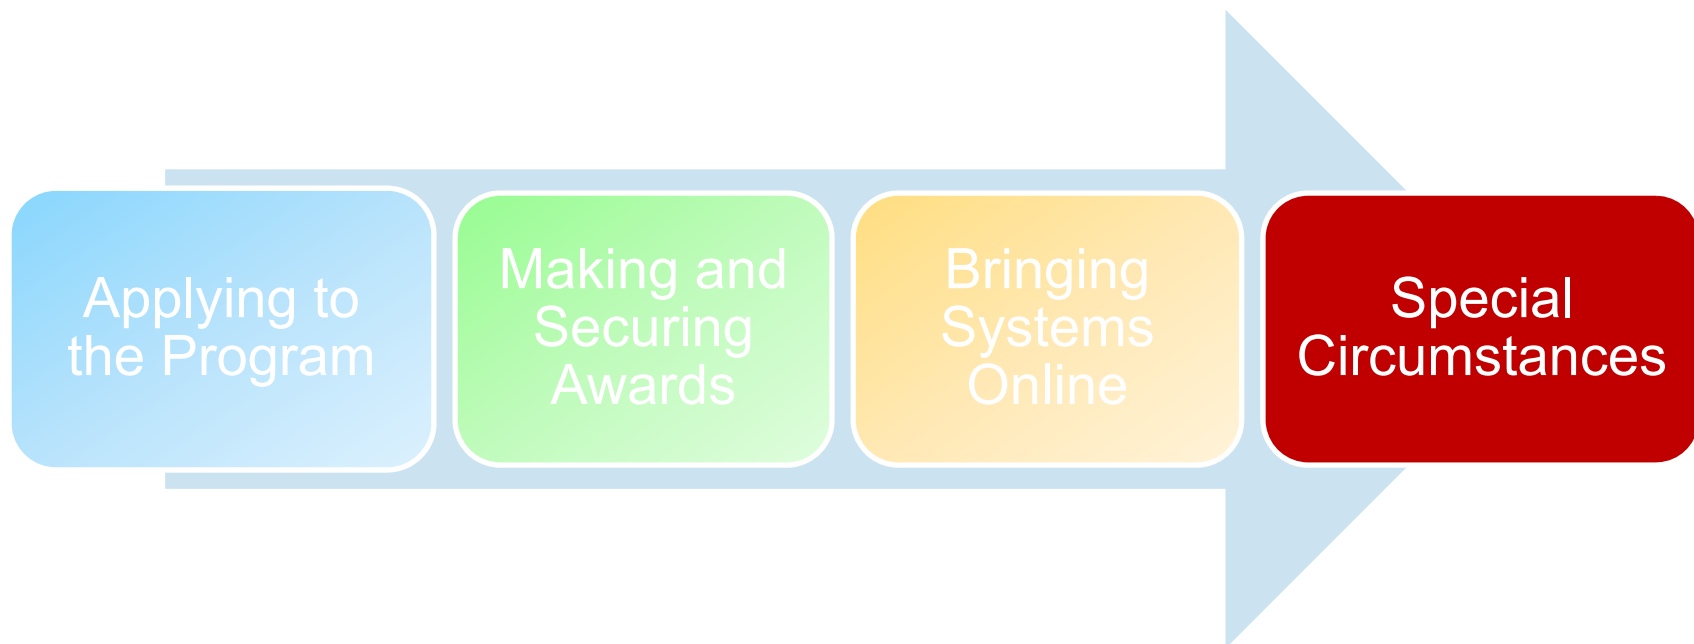 Applying to
the Program
Making and
Securing
Awards
Bringing
Systems
Online
Special
Circumstances